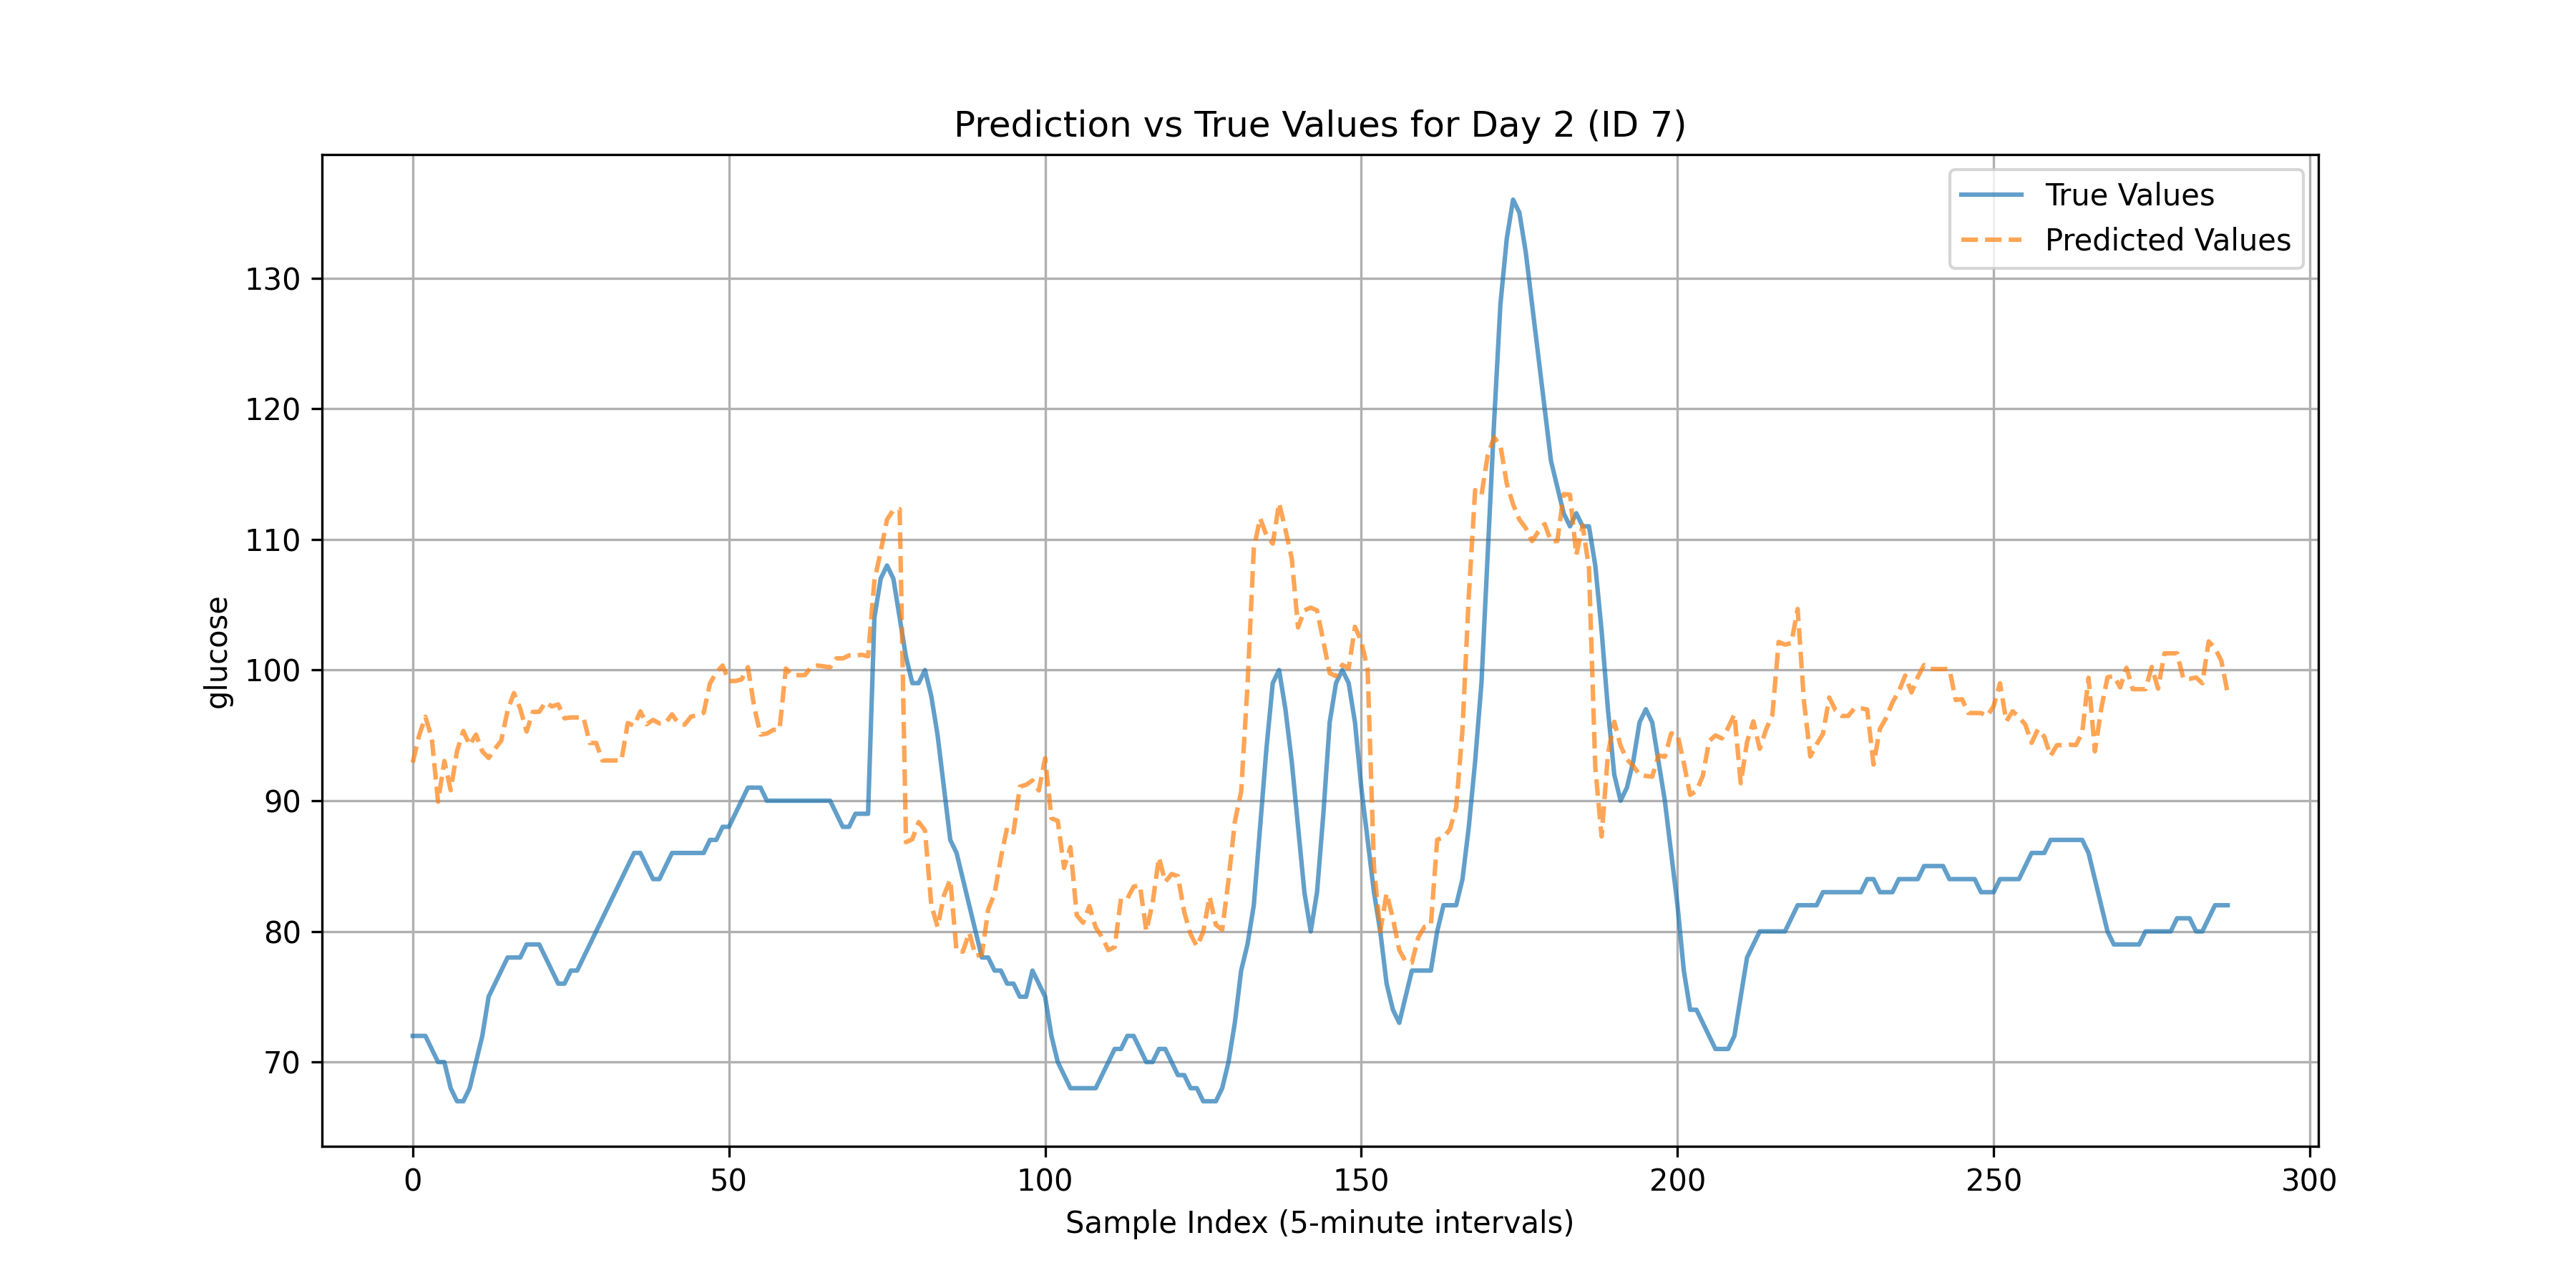 Prediction vs True Values for Day 2 (ID 7)
True Values
Predicted Values
glucose
130
120
110
100
90
80
70
0 50 100 150 200 250 300
Sample Index (5-minute intervals)